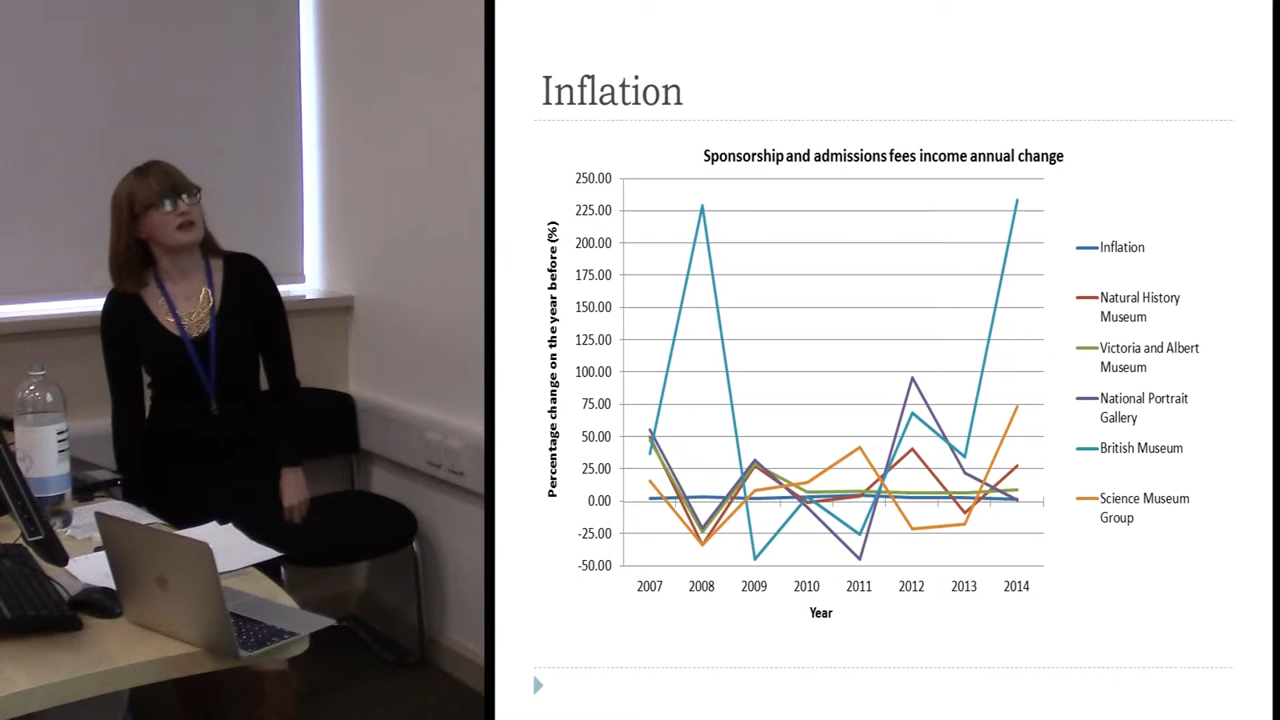 Inflation
Sponsorship and admissions fees income annual change
Percentage change on the year before (%)
250.00
225.00
200.00
175.00
150.00
125.00
100.00
75.00
50.00
25.00
0.00
-25.00
-50.00
2007 2008 2009 2010 2011 2012 2013 2014
Year
Inflation
Natural History
Museum
Victoria and Albert
Museum
National Portrait
Gallery
British Museum
Science Museum
Group